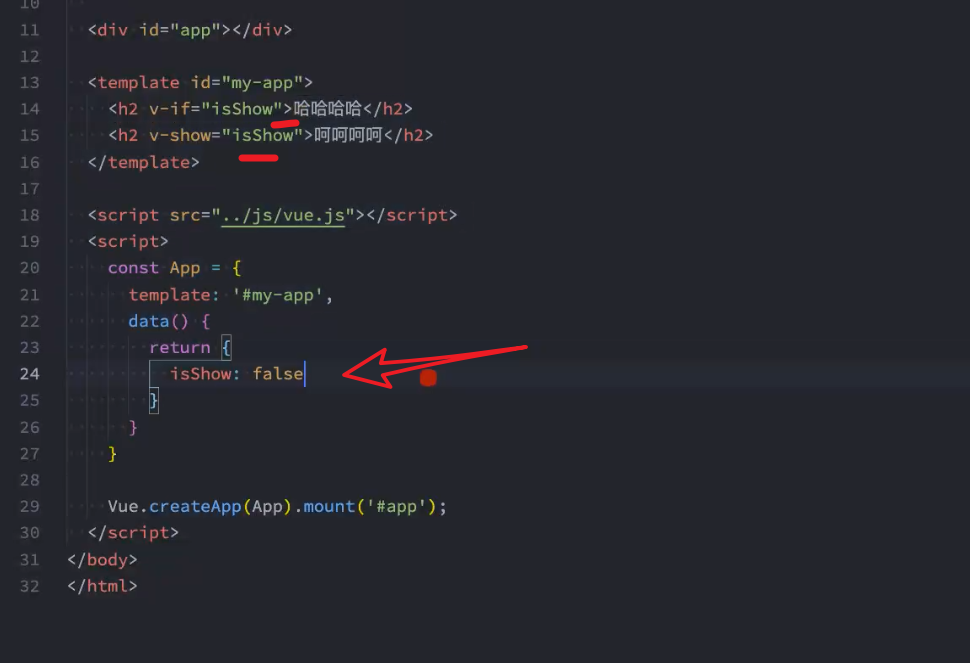 10
11 <div id="app"></div>
12
13 <template id="my-app">
14 <h2 v-if="isShow">哈哈哈哈</h2>
15 <h2 v-show="isShow">呵呵呵呵</h2>
16 </template>
17
18 <script src="../js/vue.js"></script>
19 <script>
20 const App = {
21 template: '#my-app',
22 data() {
23 return {
24 isShow: false
25 }
26 }
27 }
28
29 Vue.createApp(App).mount('#app');
30 </script>
31 </body>
32 </html>